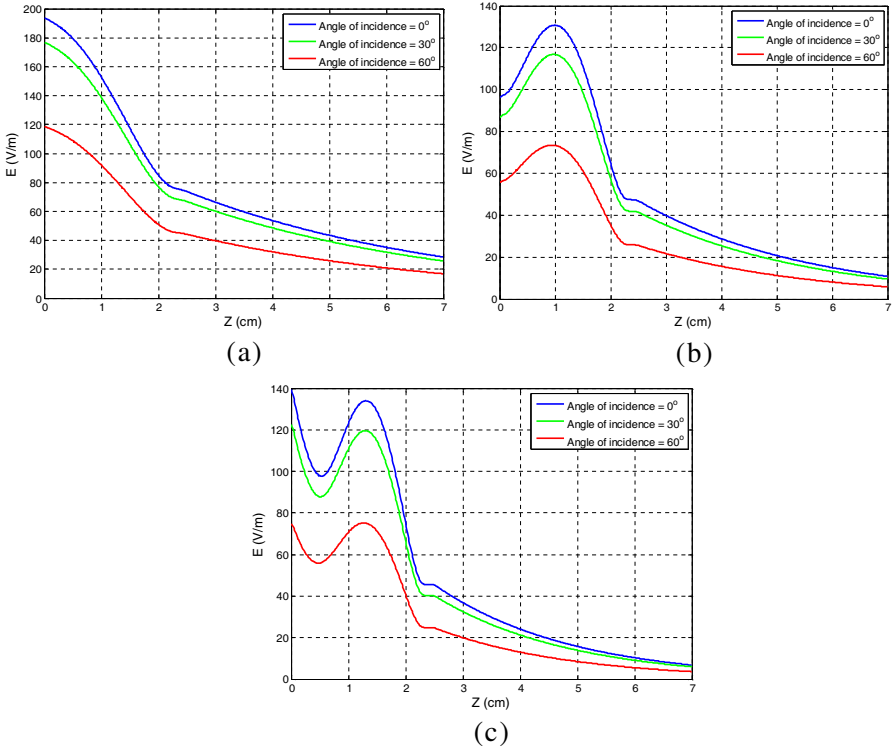 200
180
160
140
120
100
80
60
40
20
0
E (V/m)
0 1 2 3 4 5 6 7
Z (cm)
Angle of incidence = 0°
Angle of incidence = 30°
Angle of incidence = 60°
(a)
140
120
100
80
60
40
20
0
E (V/m)
0 1 2 3 4 5 6 7
Z (cm)
Angle of incidence = 0°
Angle of incidence = 30°
Angle of incidence = 60°
(b)
140
120
100
80
60
40
20
0
E (V/m)
0 1 2 3 4 5 6 7
Z (cm)
Angle of incidence = 0°
Angle of incidence = 30°
Angle of incidence = 60°
(c)